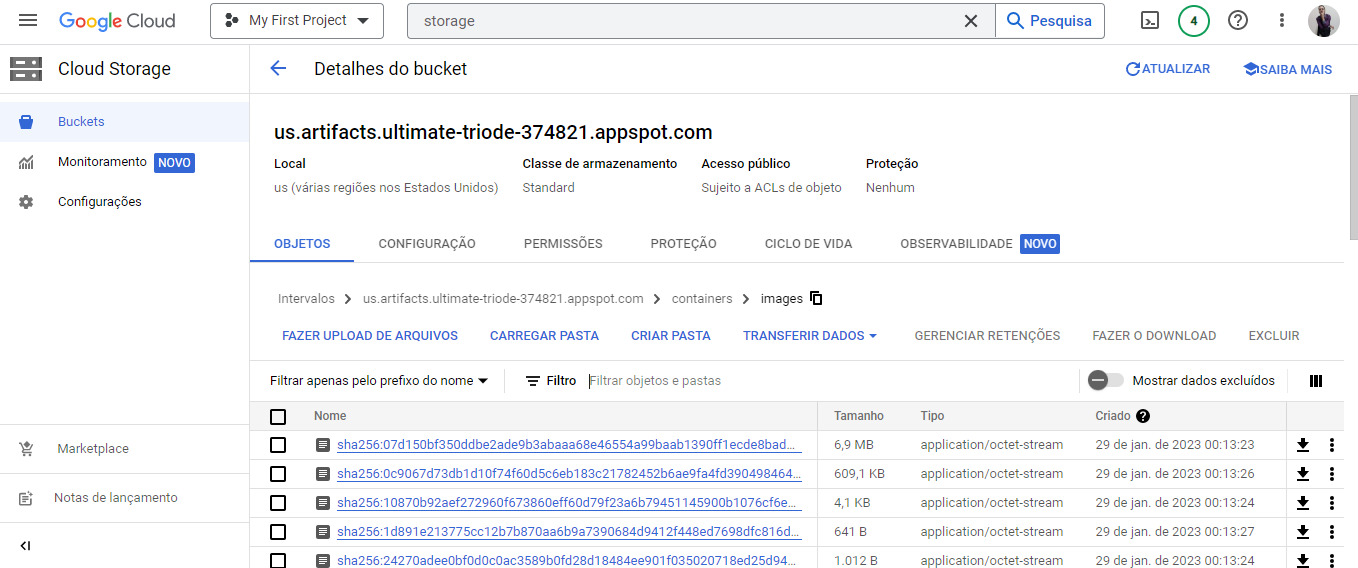 Google Cloud
My First Project
storage
Pesquisa
4
Cloud Storage
Detalhes do bucket
ATUALIZAR
SAIBA MAIS
Buckets
Monitoramento NOVO
Configurações
us.artifacts.ultimate-triode-374821.appspot.com
Local Classe de armazenamento Acesso público Proteção
us (várias regiões nos Estados Unidos) Standard Sujeito a ACLs de objeto Nenhum
OBJETOS CONFIGURAÇÃO PERMISSÕES PROTEÇÃO CICLO DE VIDA OBSERVABILIDADE NOVO
Intervalos us.artifacts.ultimate-triode-374821.appspot.com containers images
FAZER UPLOAD DE ARQUIVOS CARREGAR PASTA CRIAR PASTA TRANSFERIR DADOS GERENCIAR RETENÇÕES FAZER O DOWNLOAD EXCLUIR
Filtrar apenas pelo prefixo do nome Filtro Filtrar objetos e pastas Mostrar dados excluídos
Nome Tamanho Tipo Criado
sha256:07d150bf350ddbe2ade9b3abaaa68e46554a99baab1390ff1ecde8bad... 6,9 MB application/octet-stream 29 de jan. de 2023 00:13:23
sha256:0c9067d73db1d10f74f60d5c6eb183c21782452b6ae9fa4fd390498464... 609,1 KB application/octet-stream 29 de jan. de 2023 00:13:26
sha256:10870b92aef272960f673860eff60d79f23a6b79451145900b1076cf6e... 4,1 KB application/octet-stream 29 de jan. de 2023 00:13:24
sha256:1d891e213775cc12b7b870aa6b9a7390684d9412f448ed7698dfc816d... 641 B application/octet-stream 29 de jan. de 2023 00:13:27
sha256:24270adee0bf0d0c0ac3589b0fd28d18484ee901f035020718ed25d94... 1.012 B application/octet-stream 29 de jan. de 2023 00:13:24
Marketplace
Notas de lançamento